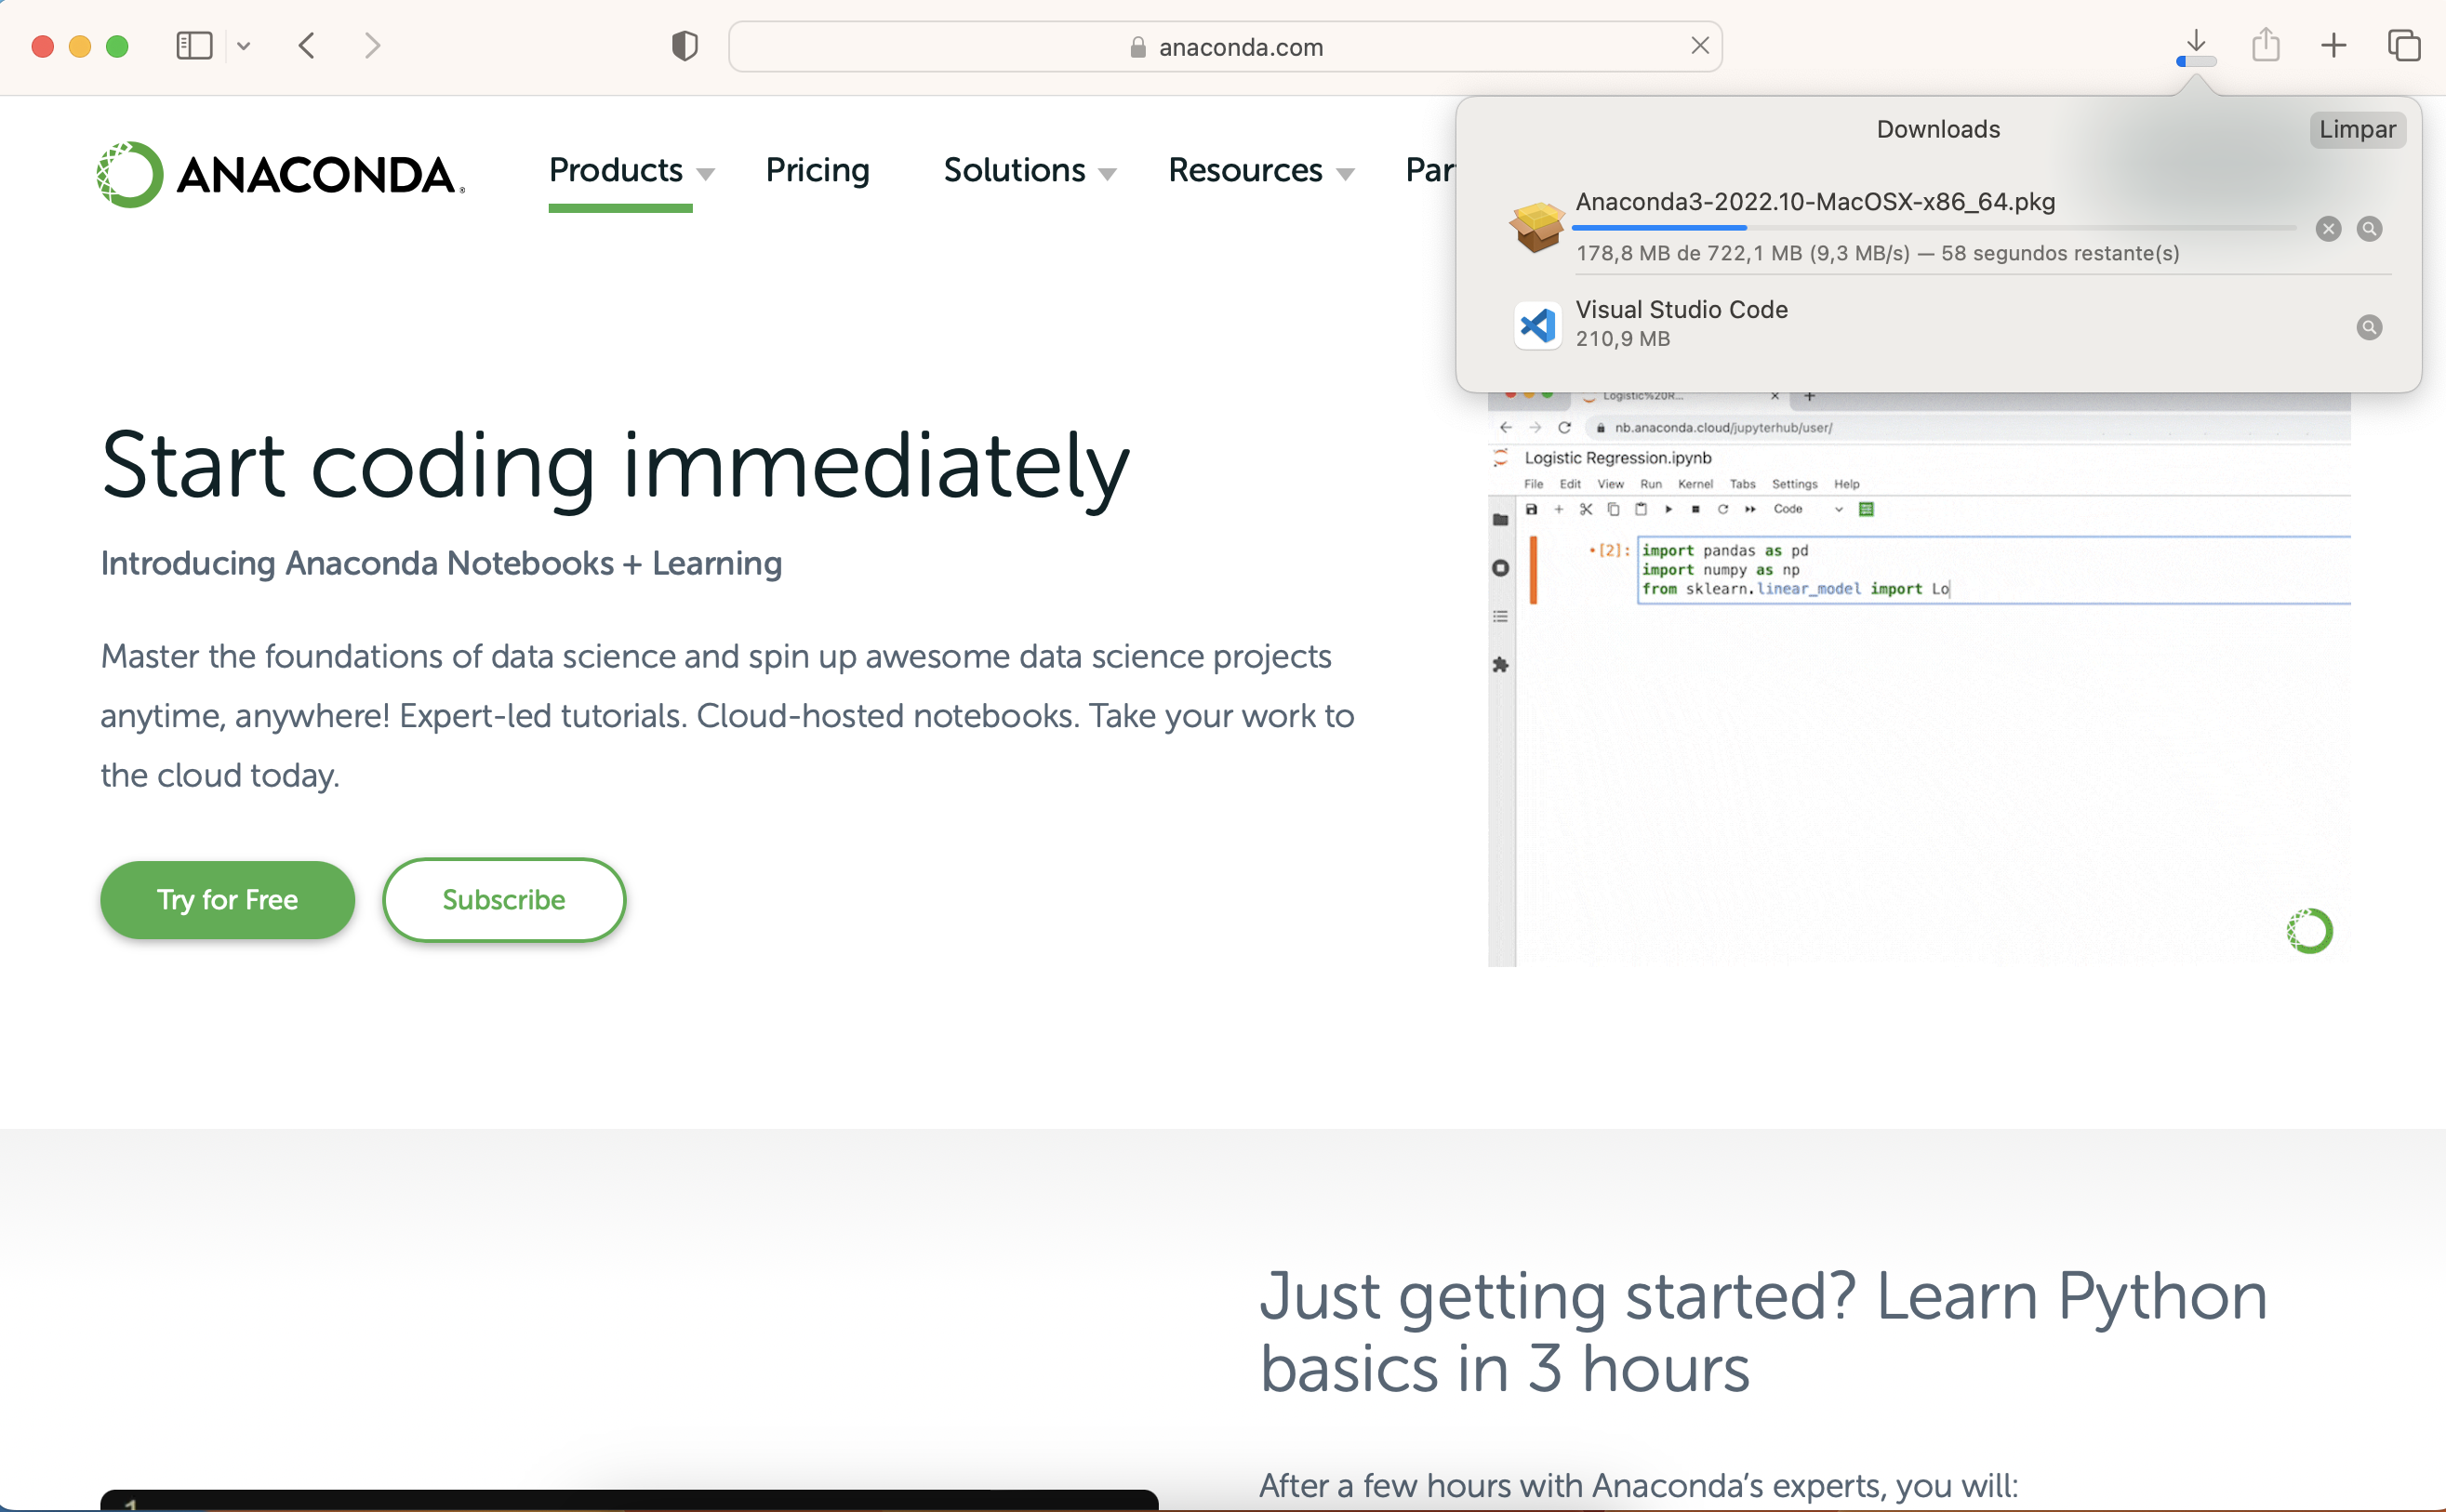 anaconda.com
Downloads
Limpar
Anaconda3-2022.10-MacOSX-x86_64.pkg
178,8 MB de 722,1 MB (9,3 MB/s) — 58 segundos restante(s)
Visual Studio Code
210,9 MB
ANACONDA.
Products
Pricing
Solutions
Resources
Par
Start coding immediately
Introducing Anaconda Notebooks + Learning
Master the foundations of data science and spin up awesome data science projects
anytime, anywhere! Expert-led tutorials. Cloud-hosted notebooks. Take your work to
the cloud today.
Try for Free
Subscribe
Logistic%20R...
nb.anaconda.cloud/jupyterhub/user/
Logistic Regression.ipynb
File Edit View Run Kernel Tabs Settings Help
Code
[2]:
import pandas as pd
import numpy as np
from sklearn.linear_model import Lo
Just getting started? Learn Python
basics in 3 hours
After a few hours with Anaconda’s experts, you will:
1